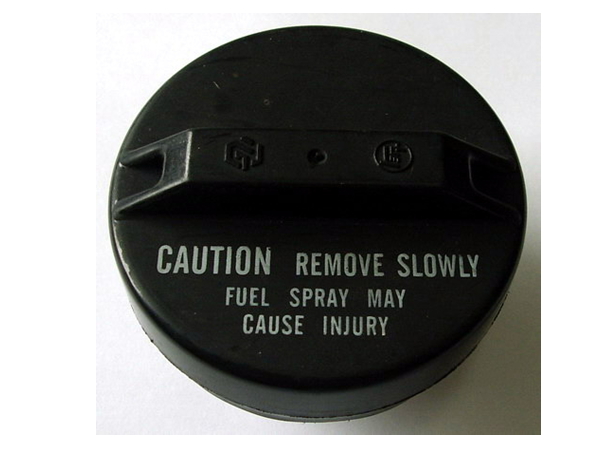 CAUTION REMOVE SLOWLY
FUEL SPRAY MAY
CAUSE INJURY